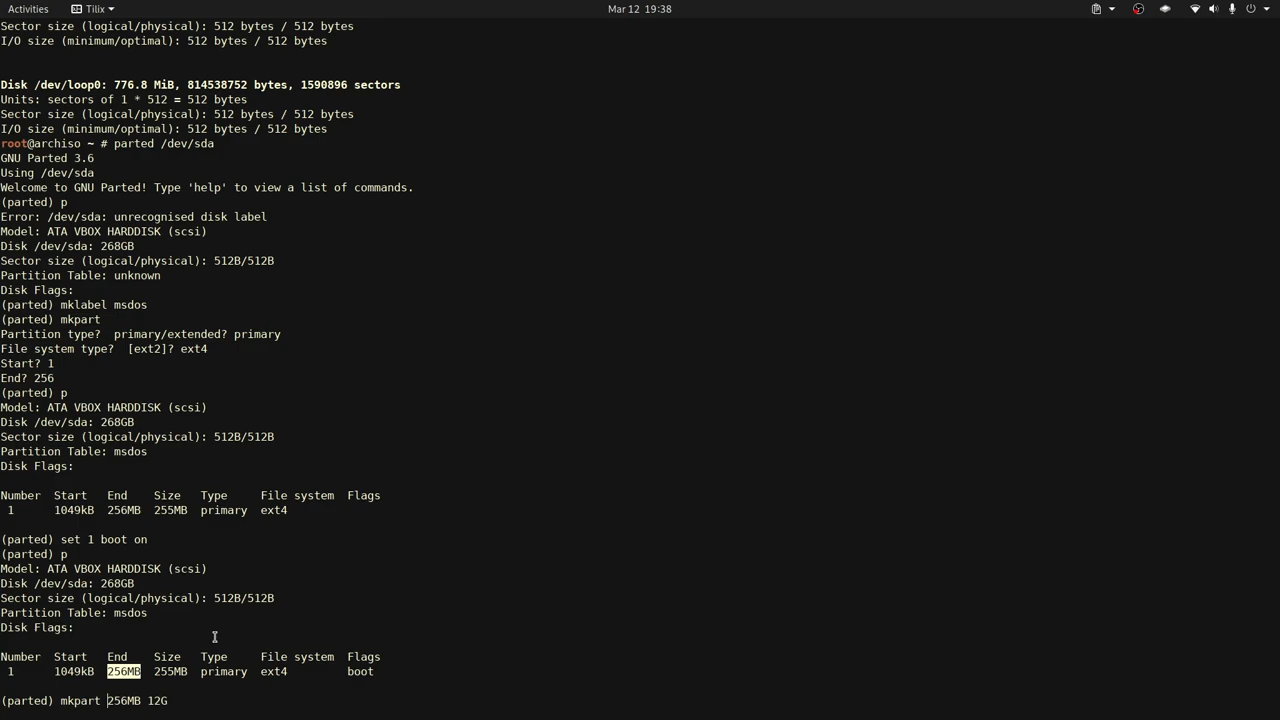 Activities Tilix Mar 12 19:38
Sector size (logical/physical): 512 bytes / 512 bytes
I/O size (minimum/optimal): 512 bytes / 512 bytes
Disk /dev/loop0: 776.8 MiB, 814538752 bytes, 1590896 sectors
Units: sectors of 1 * 512 = 512 bytes
Sector size (logical/physical): 512 bytes / 512 bytes
I/O size (minimum/optimal): 512 bytes / 512 bytes
root@archiso ~ # parted /dev/sda
GNU Parted 3.6
Using /dev/sda
Welcome to GNU Parted! Type 'help' to view a list of commands.
(parted) p
Error: /dev/sda: unrecognised disk label
Model: ATA VBOX HARDDISK (scsi)
Disk /dev/sda: 268GB
Sector size (logical/physical): 512B/512B
Partition Table: unknown
Disk Flags:
(parted) mklabel msdos
(parted) mkpart
Partition type?  primary/extended? primary
File system type?  [ext2]? ext4
Start? 1
End? 256
(parted) p
Model: ATA VBOX HARDDISK (scsi)
Disk /dev/sda: 268GB
Sector size (logical/physical): 512B/512B
Partition Table: msdos
Disk Flags:
Number  Start   End    Size   Type     File system  Flags
 1      1049kB  256MB  255MB  primary  ext4
(parted) set 1 boot on
(parted) p
Model: ATA VBOX HARDDISK (scsi)
Disk /dev/sda: 268GB
Sector size (logical/physical): 512B/512B
Partition Table: msdos
Disk Flags:
Number  Start   End    Size   Type     File system  Flags
 1      1049kB  256MB  255MB  primary  ext4         boot
(parted) mkpart 256MB 12G